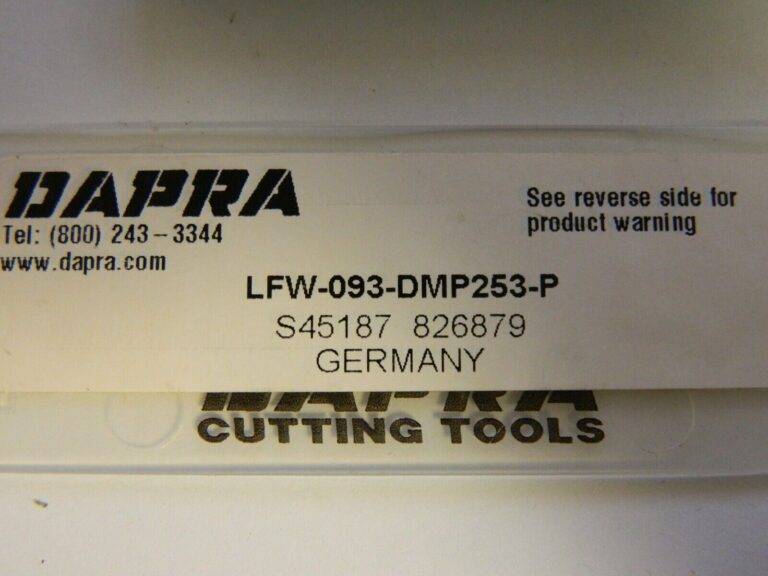 DAPRA
Tel: (800) 243-3344
www.dapra.com
See reverse side for
product warning
LFW-093-DMP253-P
S45187 826879
GERMANY
DAPRA
CUTTING TOOLS